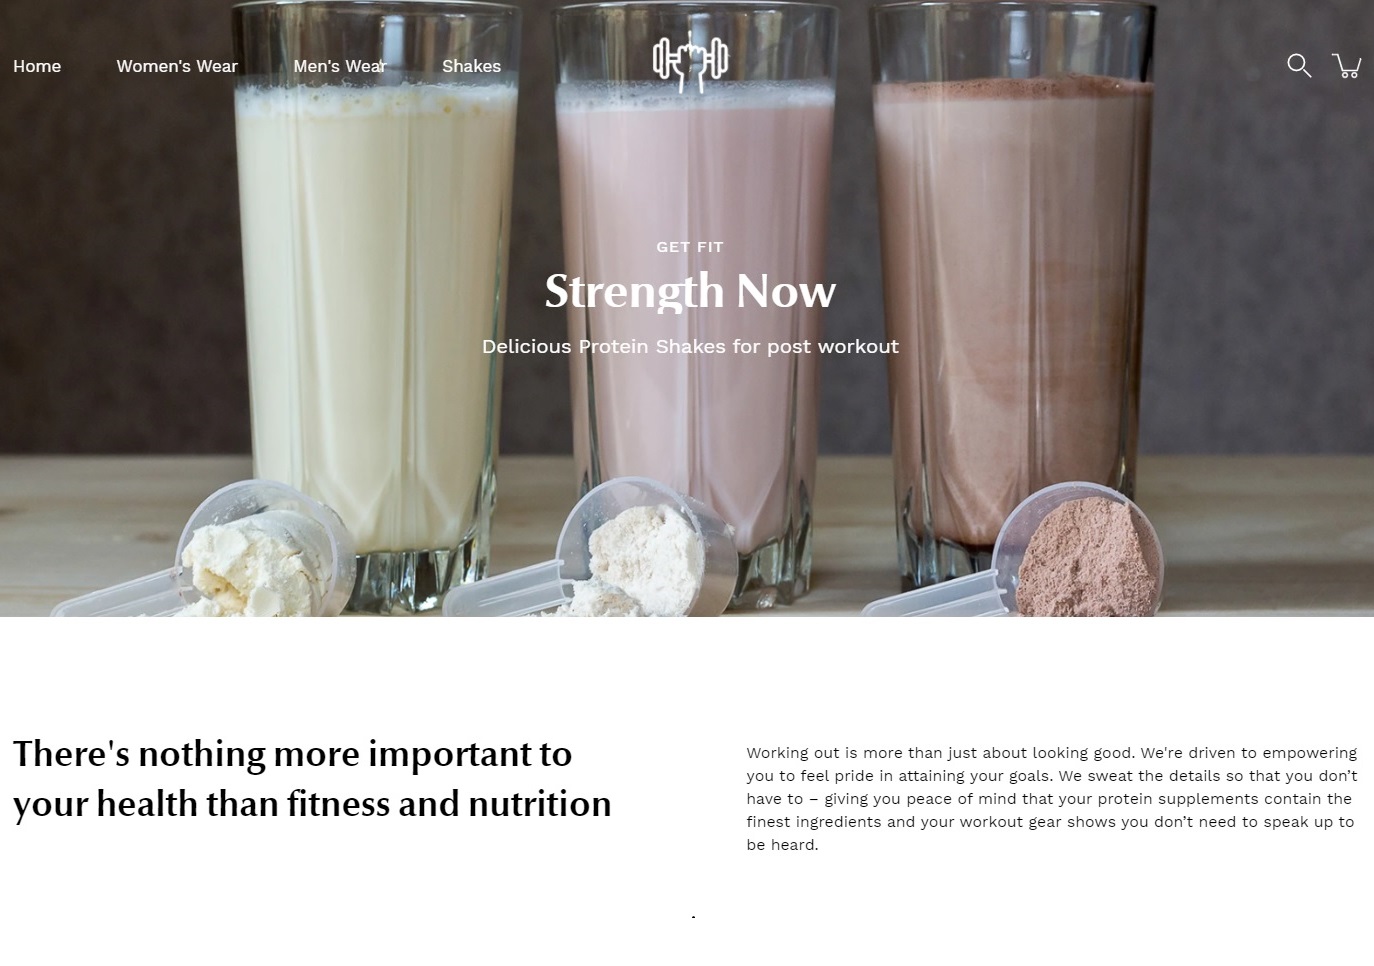 Home
Women's Wear
Men's Wear
Shakes
GET FIT
Strength Now
Delicious Protein Shakes for post workout
There's nothing more important to
your health than fitness and nutrition
Working out is more than just about looking good. We're driven to empowering
you to feel pride in attaining your goals. We sweat the details so that you don’t
have to – giving you peace of mind that your protein supplements contain the
finest ingredients and your workout gear shows you don’t need to speak up to
be heard.